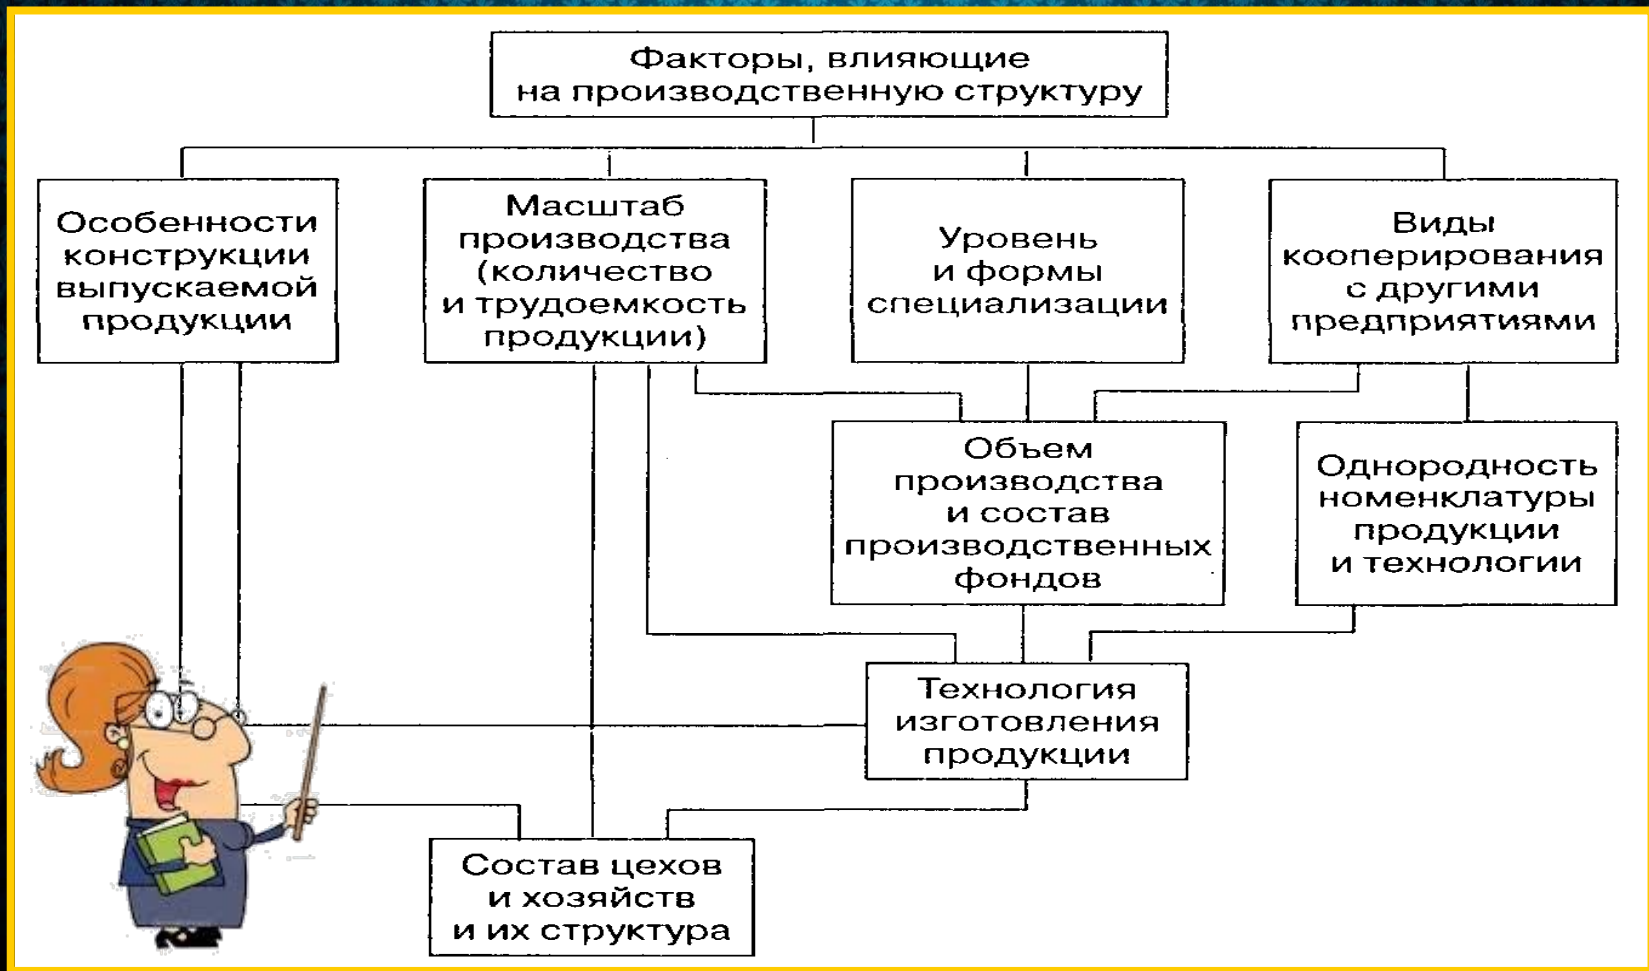 Факторы, влияющие
на производственную структуру
Особенности
конструкции
выпускаемой
продукции
Масштаб
производства
(количество
и трудоемкость
продукции)
Уровень
и формы
специализации
Виды
кооперирования
с другими
предприятиями
Объем
производства
и состав
производственных
фондов
Однородность
номенклатуры
продукции
и технологии
Технология
изготовления
продукции
Состав цехов
и хозяйств
и их структура